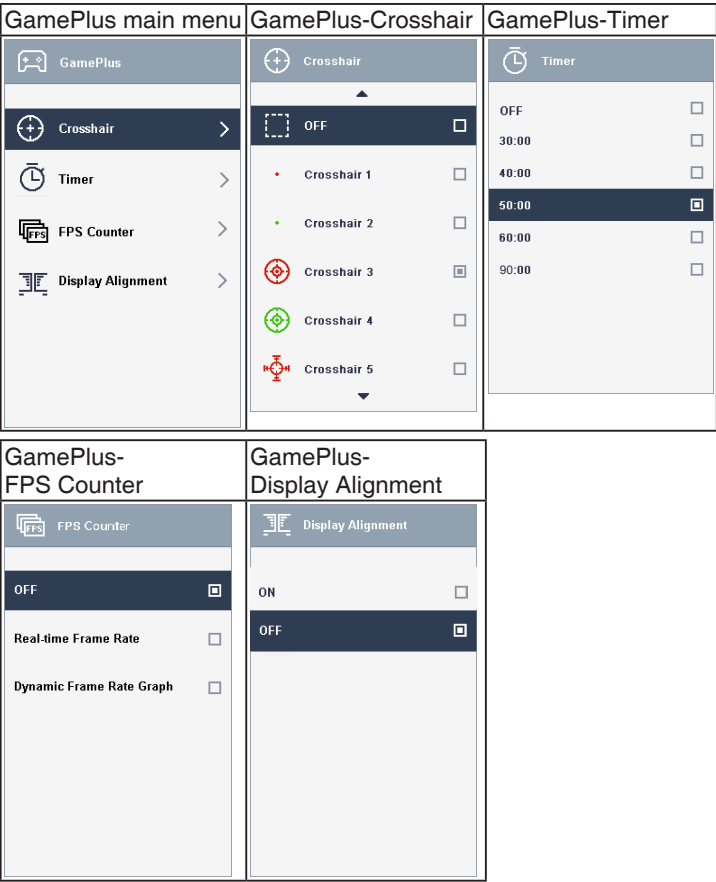 GamePlus main menu
GamePlus
Crosshair
Timer
FPS
FPS Counter
Display Alignment
GamePlus-Crosshair
Crosshair
OFF
Crosshair 1
Crosshair 2
Crosshair 3
Crosshair 4
Crosshair 5
GamePlus-Timer
Timer
OFF
30:00
40:00
50:00
60:00
90:00
GamePlus-
FPS Counter
FPS
FPS Counter
OFF
Real-time Frame Rate
Dynamic Frame Rate Graph
GamePlus-
Display Alignment
Display Alignment
ON
OFF